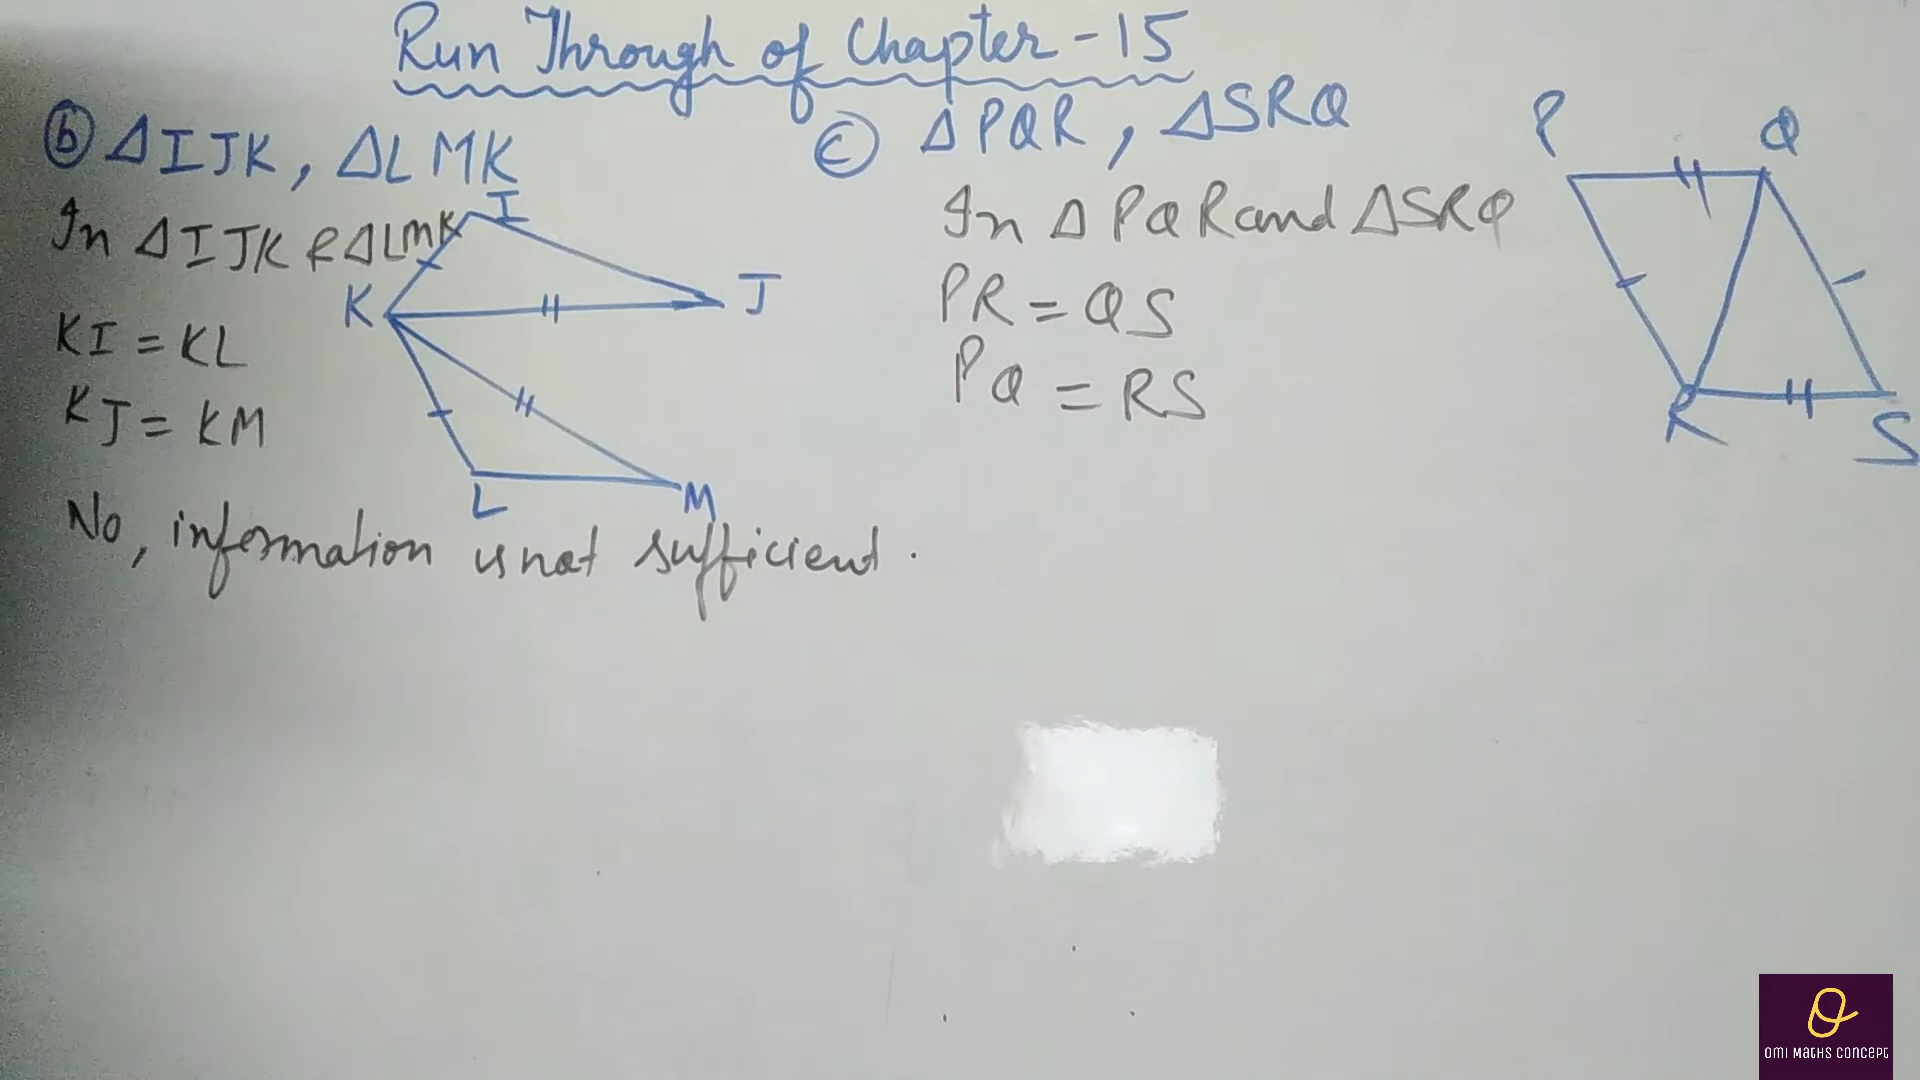 Run Through of Chapter - 15
ⓑ ΔIJK, ΔLMK
In ΔIJK & ΔLMK
KI = KL
KJ = KM
No, information is not sufficient.
I
K
J
L
M
ⓒ ΔPQR, ΔSRQ
In Δ PQR and ΔSRQ
PR = QS
PQ = RS
P Q
R S
OMI MATHS CONCEPT